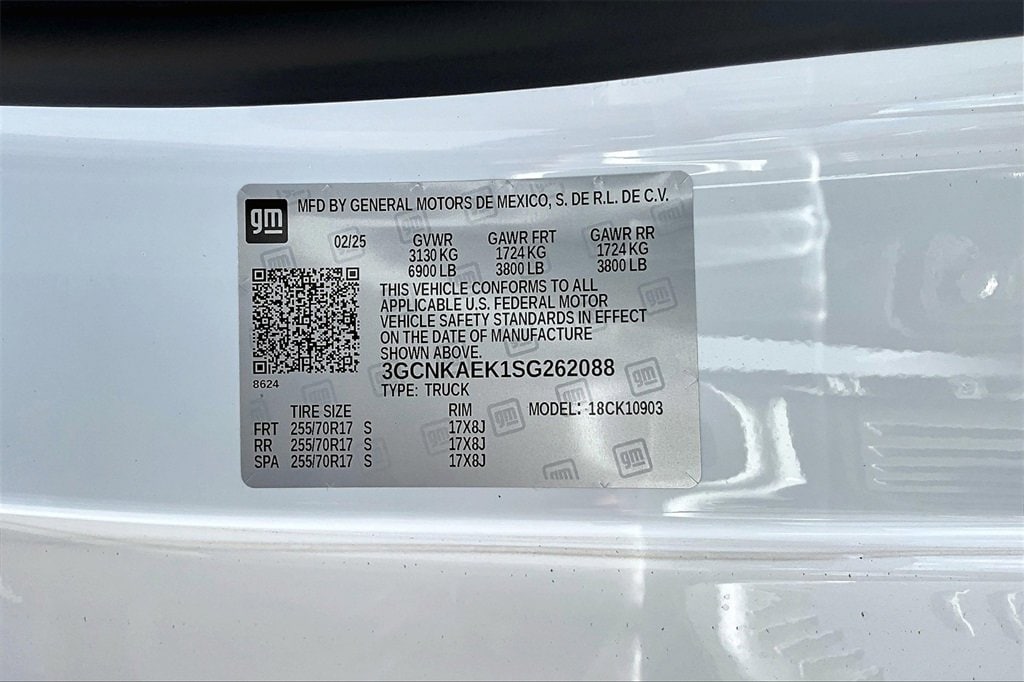 gm MFD BY GENERAL MOTORS DE MEXICO, S. DE R.L. DE C.V.
02/25 GVWR GAWR FRT GAWR RR
3130 KG 1724 KG 1724 KG
6900 LB 3800 LB 3800 LB
THIS VEHICLE CONFORMS TO ALL
APPLICABLE U.S. FEDERAL MOTOR
VEHICLE SAFETY STANDARDS IN EFFECT
ON THE DATE OF MANUFACTURE
SHOWN ABOVE.
3GCNKAEK1SG262088
8624
TYPE: TRUCK
TIRE SIZE RIM MODEL: 18CK10903
FRT 255/70R17 S 17X8J
RR 255/70R17 S 17X8J
SPA 255/70R17 S 17X8J